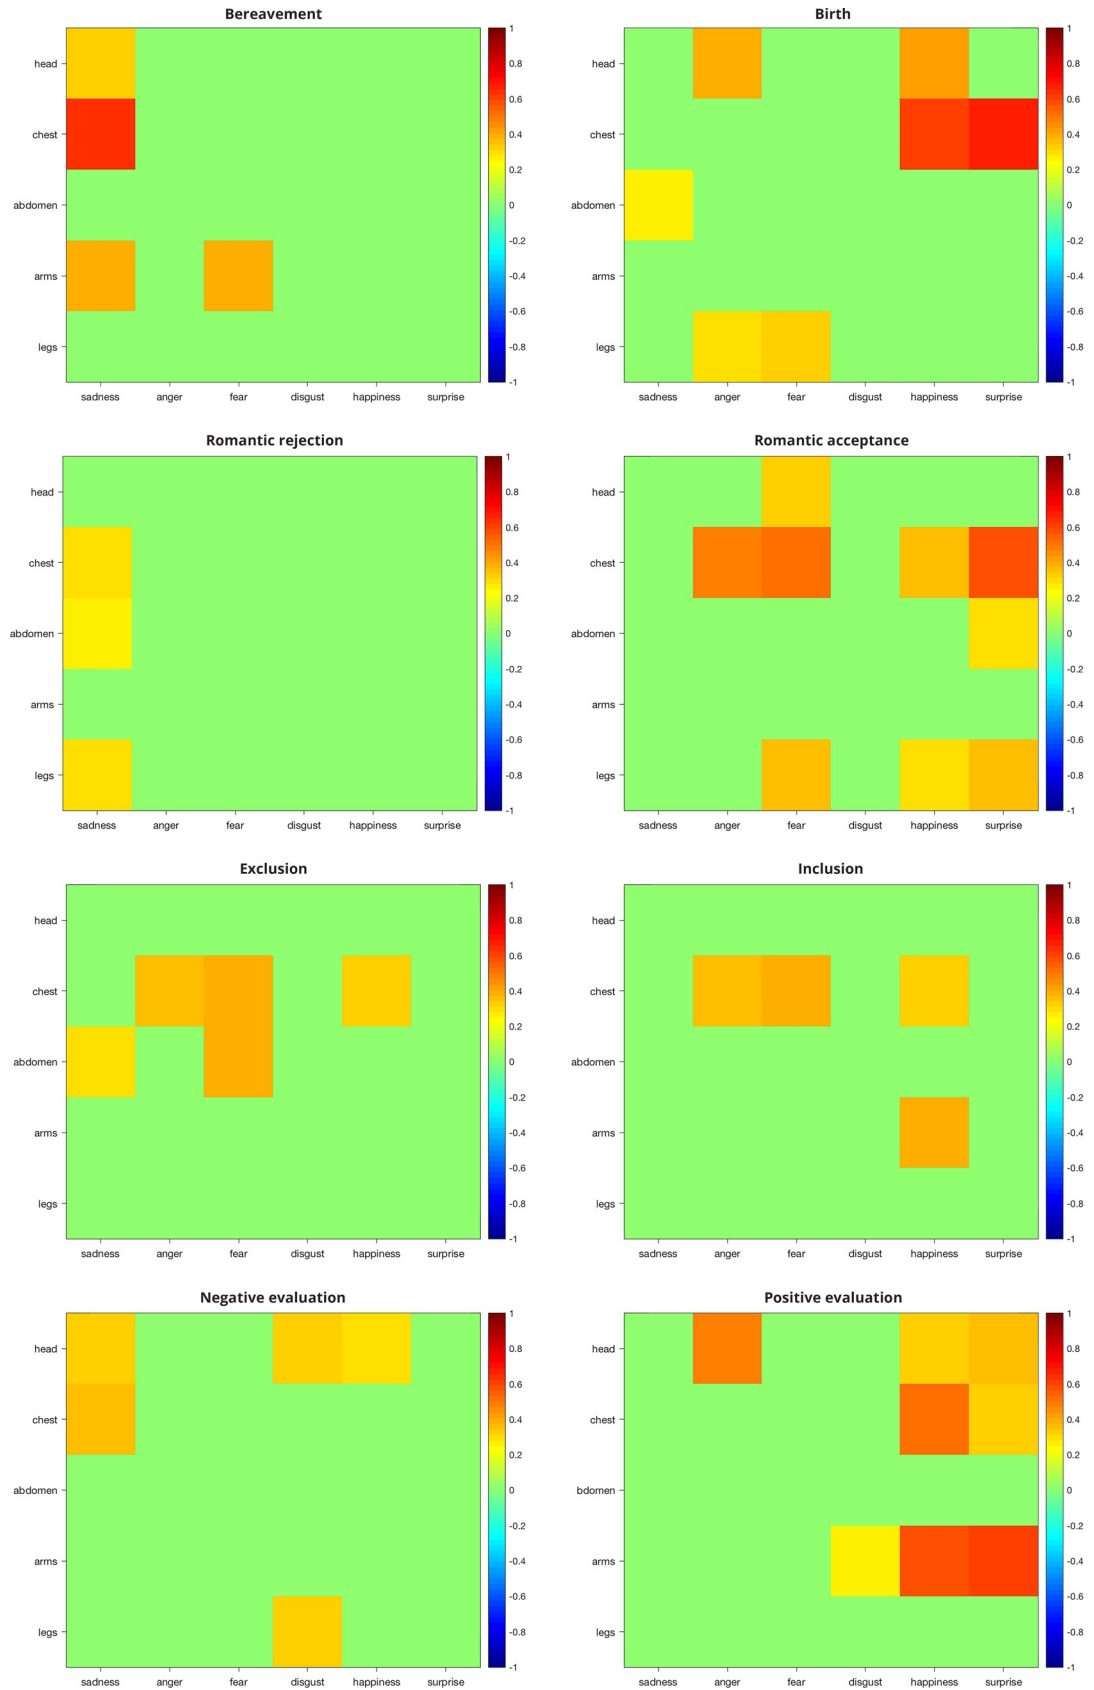 Bereavement
head
chest
abdomen
arms
legs
sadness anger fear disgust happiness surprise
1
0.8
0.6
0.4
0.2
0
-0.2
-0.4
-0.6
-0.8
-1
Birth
head
chest
abdomen
arms
legs
sadness anger fear disgust happiness surprise
1
0.8
0.6
0.4
0.2
0
-0.2
-0.4
-0.6
-0.8
-1
Romantic rejection
head
chest
abdomen
arms
legs
sadness anger fear disgust happiness surprise
1
0.8
0.6
0.4
0.2
0
-0.2
-0.4
-0.6
-0.8
-1
Romantic acceptance
head
chest
abdomen
arms
legs
sadness anger fear disgust happiness surprise
1
0.8
0.6
0.4
0.2
0
-0.2
-0.4
-0.6
-0.8
-1
Exclusion
head
chest
abdomen
arms
legs
sadness anger fear disgust happiness surprise
1
0.8
0.6
0.4
0.2
0
-0.2
-0.4
-0.6
-0.8
-1
Inclusion
head
chest
abdomen
arms
legs
sadness anger fear disgust happiness surprise
1
0.8
0.6
0.4
0.2
0
-0.2
-0.4
-0.6
-0.8
-1
Negative evaluation
head
chest
abdomen
arms
legs
sadness anger fear disgust happiness surprise
1
0.8
0.6
0.4
0.2
0
-0.2
-0.4
-0.6
-0.8
-1
Positive evaluation
head
chest
bdomen
arms
legs
sadness anger fear disgust happiness surprise
1
0.8
0.6
0.4
0.2
0
-0.2
-0.4
-0.6
-0.8
-1